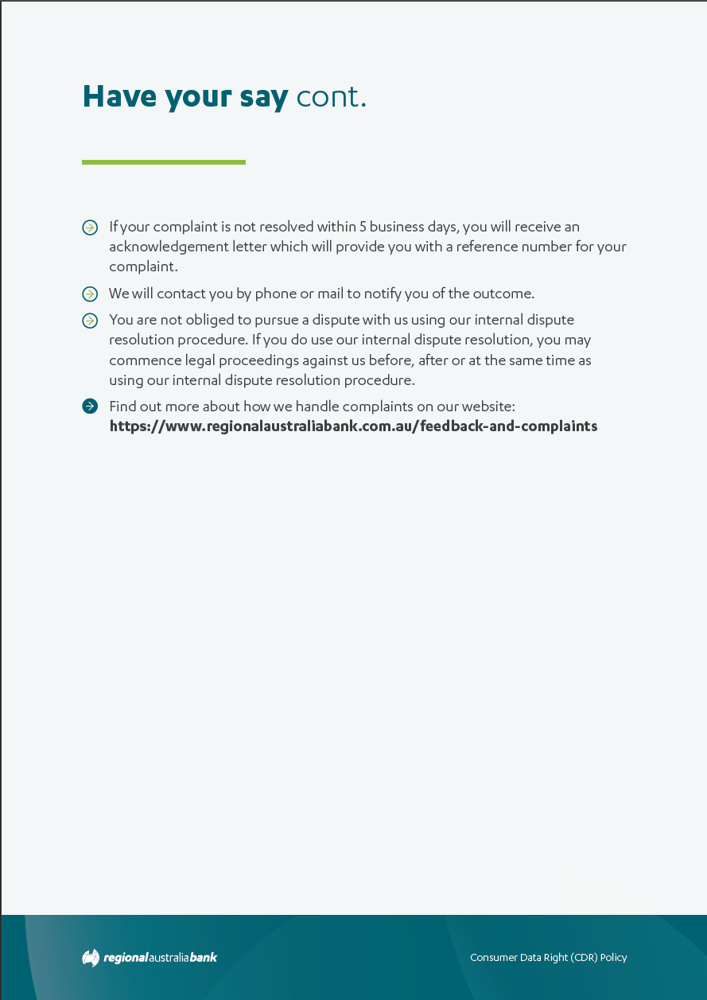 Have your say cont.
If your complaint is not resolved within 5 business days, you will receive an
acknowledgement letter which will provide you with a reference number for your
complaint.
We will contact you by phone or mail to notify you of the outcome.
You are not obliged to pursue a dispute with us using our internal dispute
resolution procedure. If you do use our internal dispute resolution, you may
commence legal proceedings against us before, after or at the same time as
using our internal dispute resolution procedure.
Find out more about how we handle complaints on our website:
https://www.regionalaustraliabank.com.au/feedback-and-complaints
regionalaustraliabank
Consumer Data Right (CDR) Policy